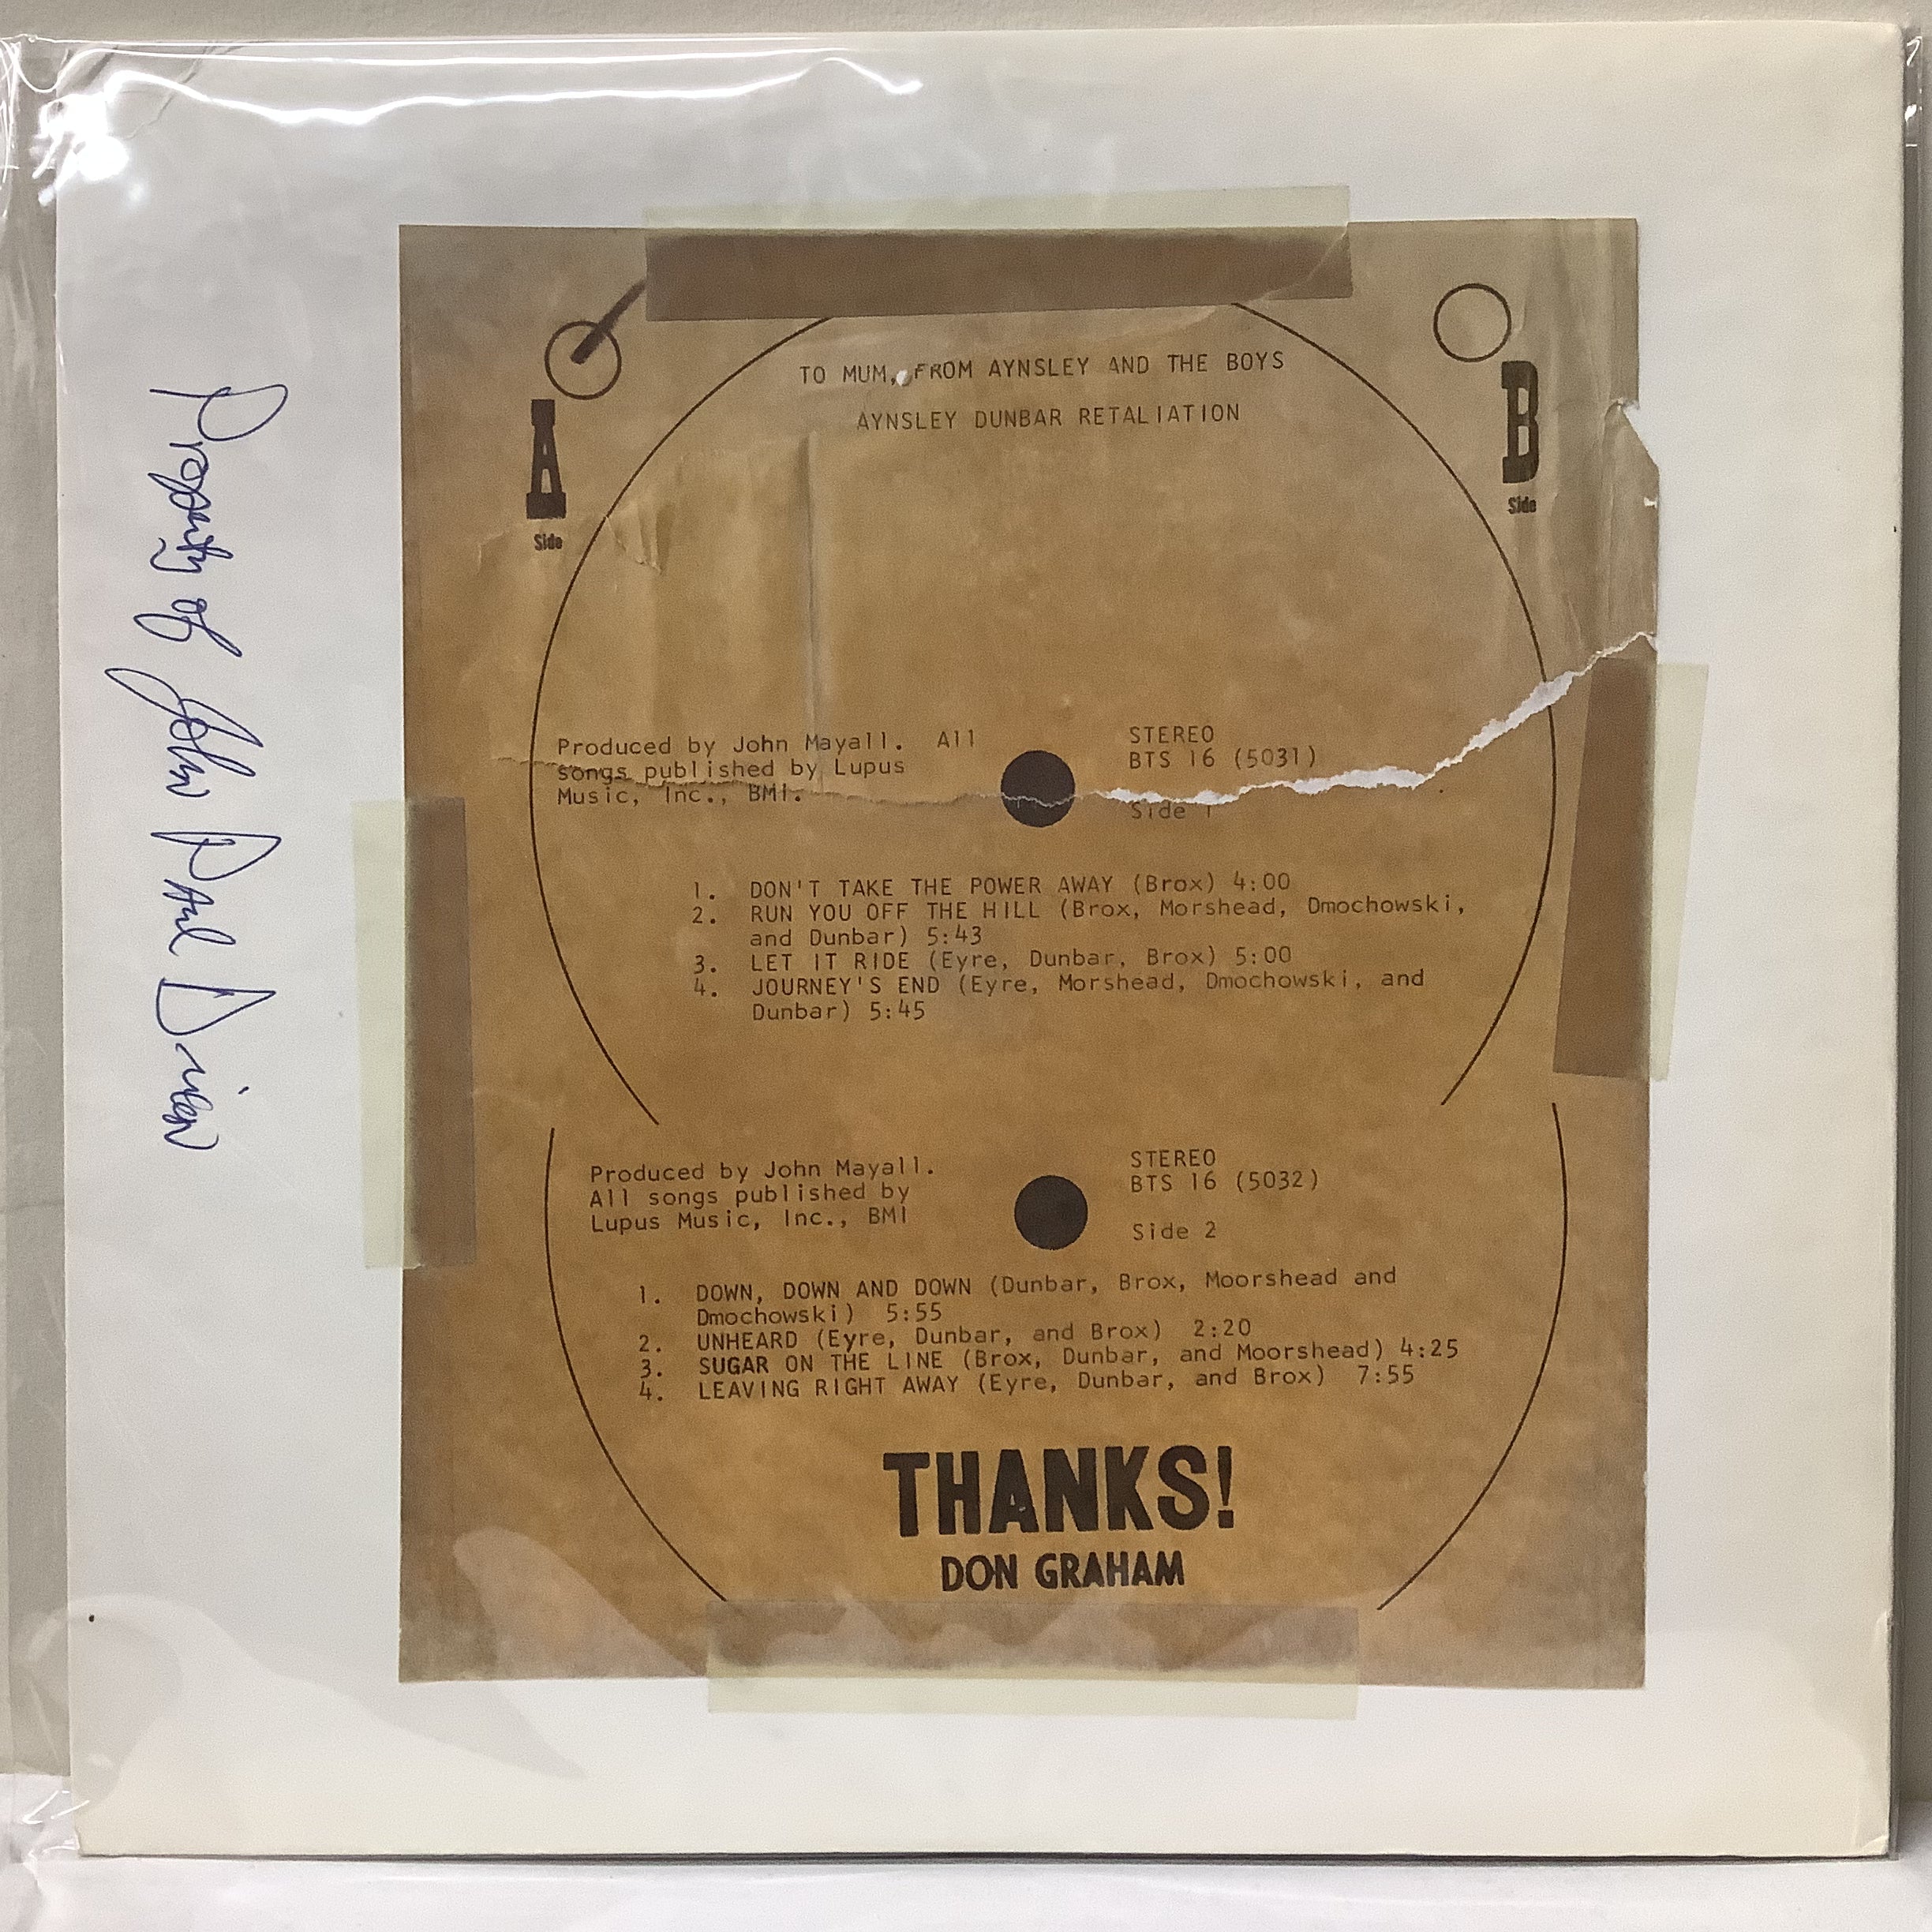 Property of John Paul Driven
TO MUM, FROM AYNSLEY AND THE BOYS
AYNSLEY DUNBAR RETALIATION
A
Side
B
Side
Produced by John Mayall. All
songs published by Lupus
Music, Inc., BMI.
STEREO
BTS 16 (5031)
Side 1
1. DON'T TAKE THE POWER AWAY (Brox) 4:00
2. RUN YOU OFF THE HILL (Brox, Morshead, Dmochowski,
and Dunbar) 5:43
3. LET IT RIDE (Eyre, Dunbar, Brox) 5:00
4. JOURNEY'S END (Eyre, Morshead, Dmochowski, and
Dunbar) 5:45
Produced by John Mayall.
All songs published by
Lupus Music, Inc., BMI
STEREO
BTS 16 (5032)
Side 2
1. DOWN, DOWN AND DOWN (Dunbar, Brox, Moorshead and
Dmochowski) 5:55
2. UNHEARD (Eyre, Dunbar, and Brox) 2:20
3. SUGAR ON THE LINE (Brox, Dunbar, and Moorshead) 4:25
4. LEAVING RIGHT AWAY (Eyre, Dunbar, and Brox) 7:55
THANKS!
DON GRAHAM